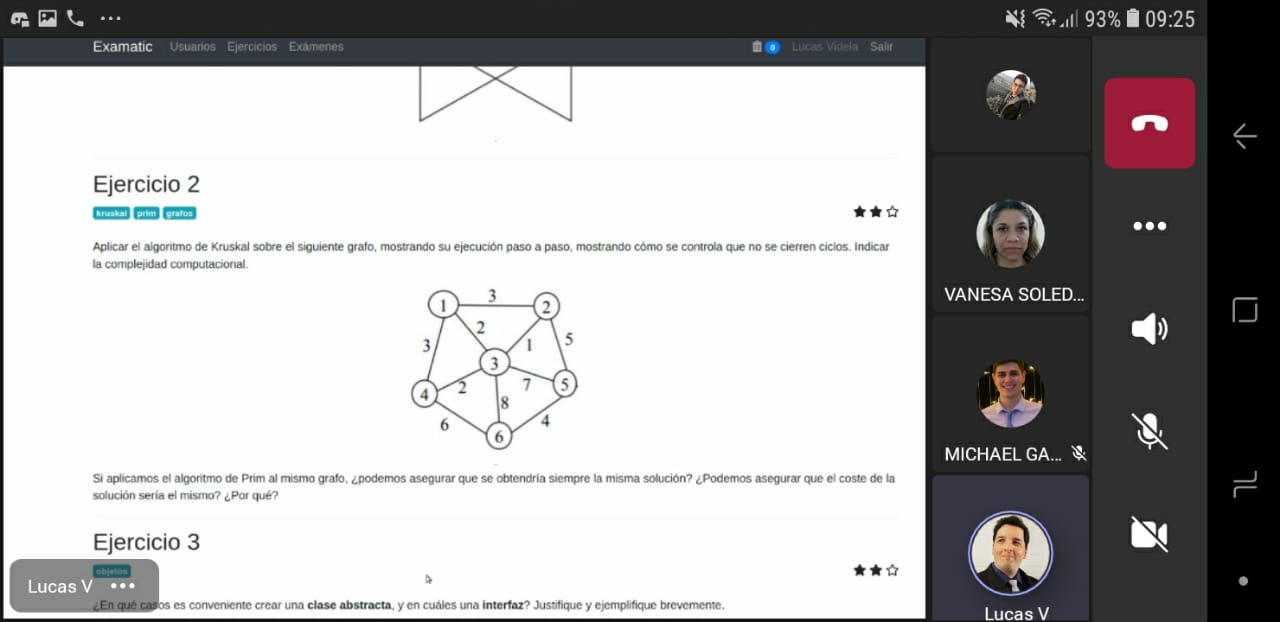 93% 09:25
Examatic Usuarios Ejercicios Exámenes 0 Lucas Videla Salir
Ejercicio 2
kruskal prim grafos
Aplicar el algoritmo de Kruskal sobre el siguiente grafo, mostrando su ejecución paso a paso, mostrando cómo se controla que no se cierren ciclos. Indicar
la complejidad computacional.
1 3 2
2 1 5
3
3
4 2 7 5
8
6 4
6
Si aplicamos el algoritmo de Prim al mismo grafo, ¿podemos asegurar que se obtendría siempre la misma solución? ¿Podemos asegurar que el coste de la
solución sería el mismo? ¿Por qué?
Ejercicio 3
objetos
¿En qué casos es conveniente crear una clase abstracta, y en cuáles una interfaz? Justifique y ejemplifique brevemente.
Lucas V
VANESA SOLED...
MICHAEL GA...
Lucas V